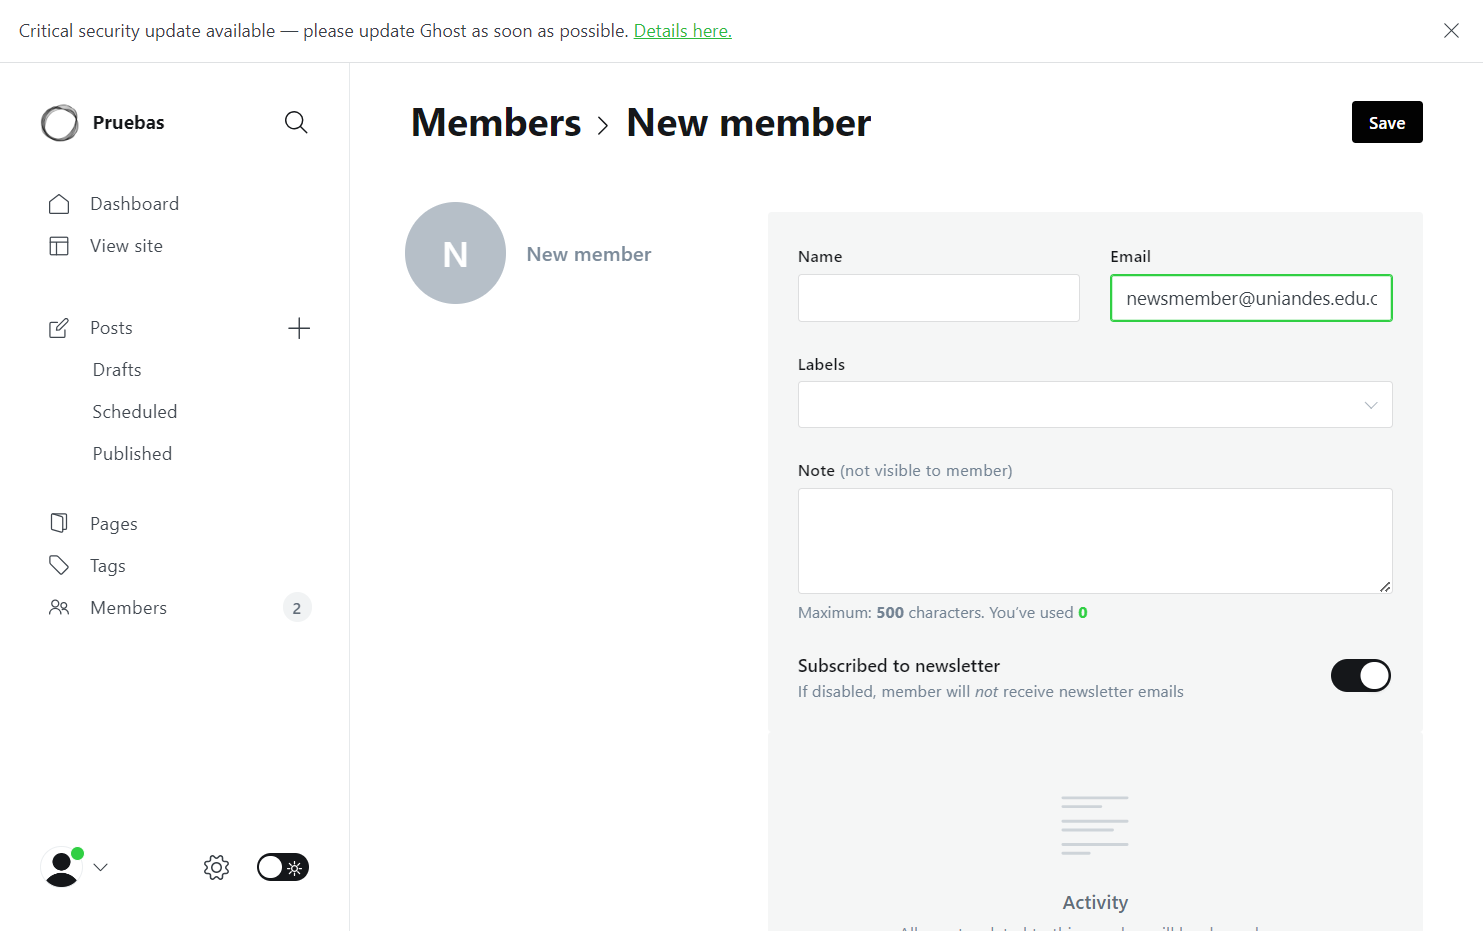 Critical security update available — please update Ghost as soon as possible. Details here.
Pruebas
Members > New member
Save
Dashboard
View site
N
New member
Name
Email
newsmember@uniandes.edu.c
Labels
Posts
Drafts
Scheduled
Published
Note (not visible to member)
Pages
Tags
Members
2
Maximum: 500 characters. You've used 0
Subscribed to newsletter
If disabled, member will not receive newsletter emails
Activity